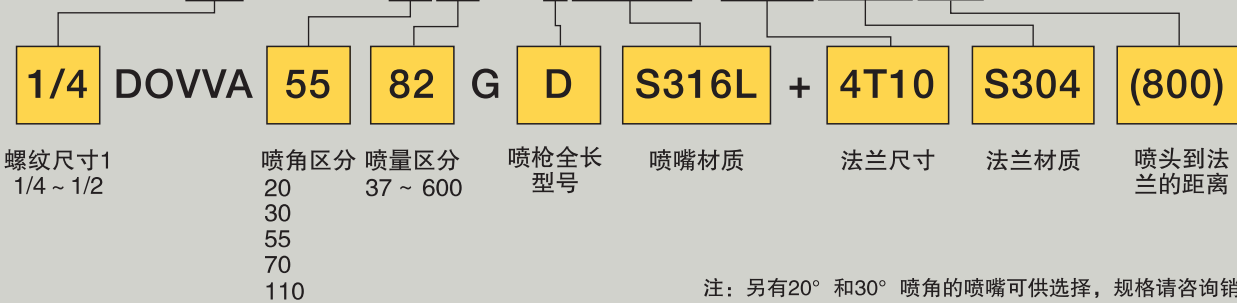 1/4 DOVVA 55 82 G D S316L + 4T10 S304 (800)
螺纹尺寸1 喷角区分 喷量区分 喷枪全长 喷嘴材质 法兰尺寸 法兰材质 喷头到法
1/4 ~ 1/2 20 37 ~ 600 型号 兰的距离
30
55
70
110
注：另有20° 和30° 喷角的喷嘴可供选择，规格请咨询销